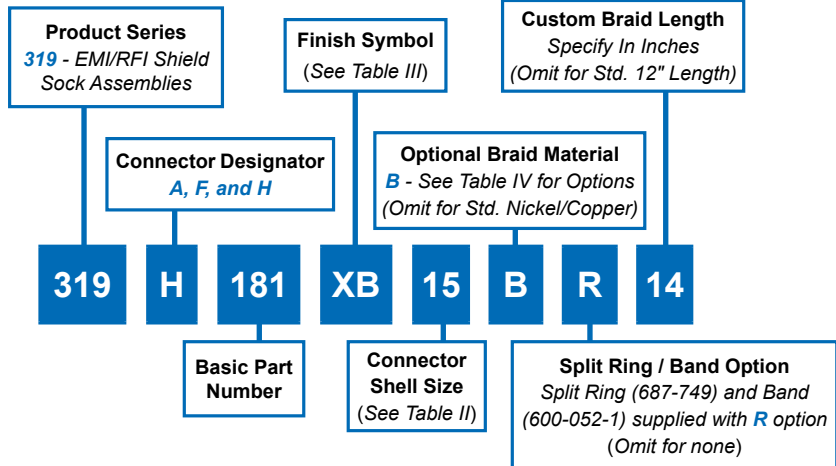 Product Series
319 - EMI/RFI Shield
Sock Assemblies
Finish Symbol
(See Table III)
Custom Braid Length
Specify In Inches
(Omit for Std. 12" Length)
Connector Designator
A, F, and H
Optional Braid Material
B - See Table IV for Options
(Omit for Std. Nickel/Copper)
319 H 181 XB 15 B R 14
Basic Part
Number
Connector
Shell Size
(See Table II)
Split Ring / Band Option
Split Ring (687-749) and Band
(600-052-1) supplied with R option
(Omit for none)